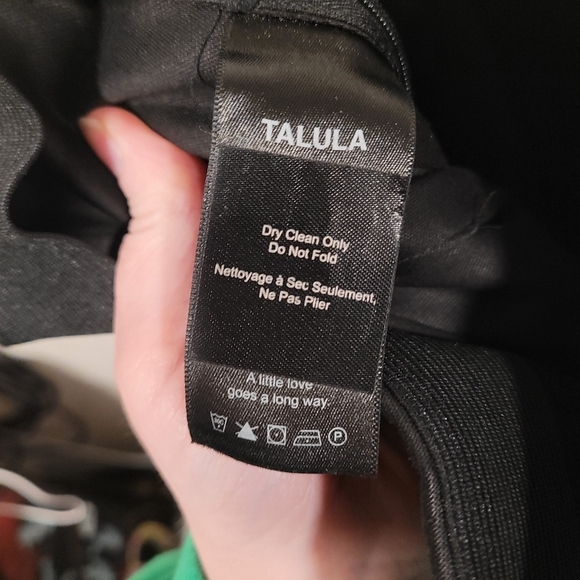 TALULA
Dry Clean Only
Do Not Fold
Nettoyage à Sec Seulement,
Ne Pas Plier
A little love
goes a long way.
P